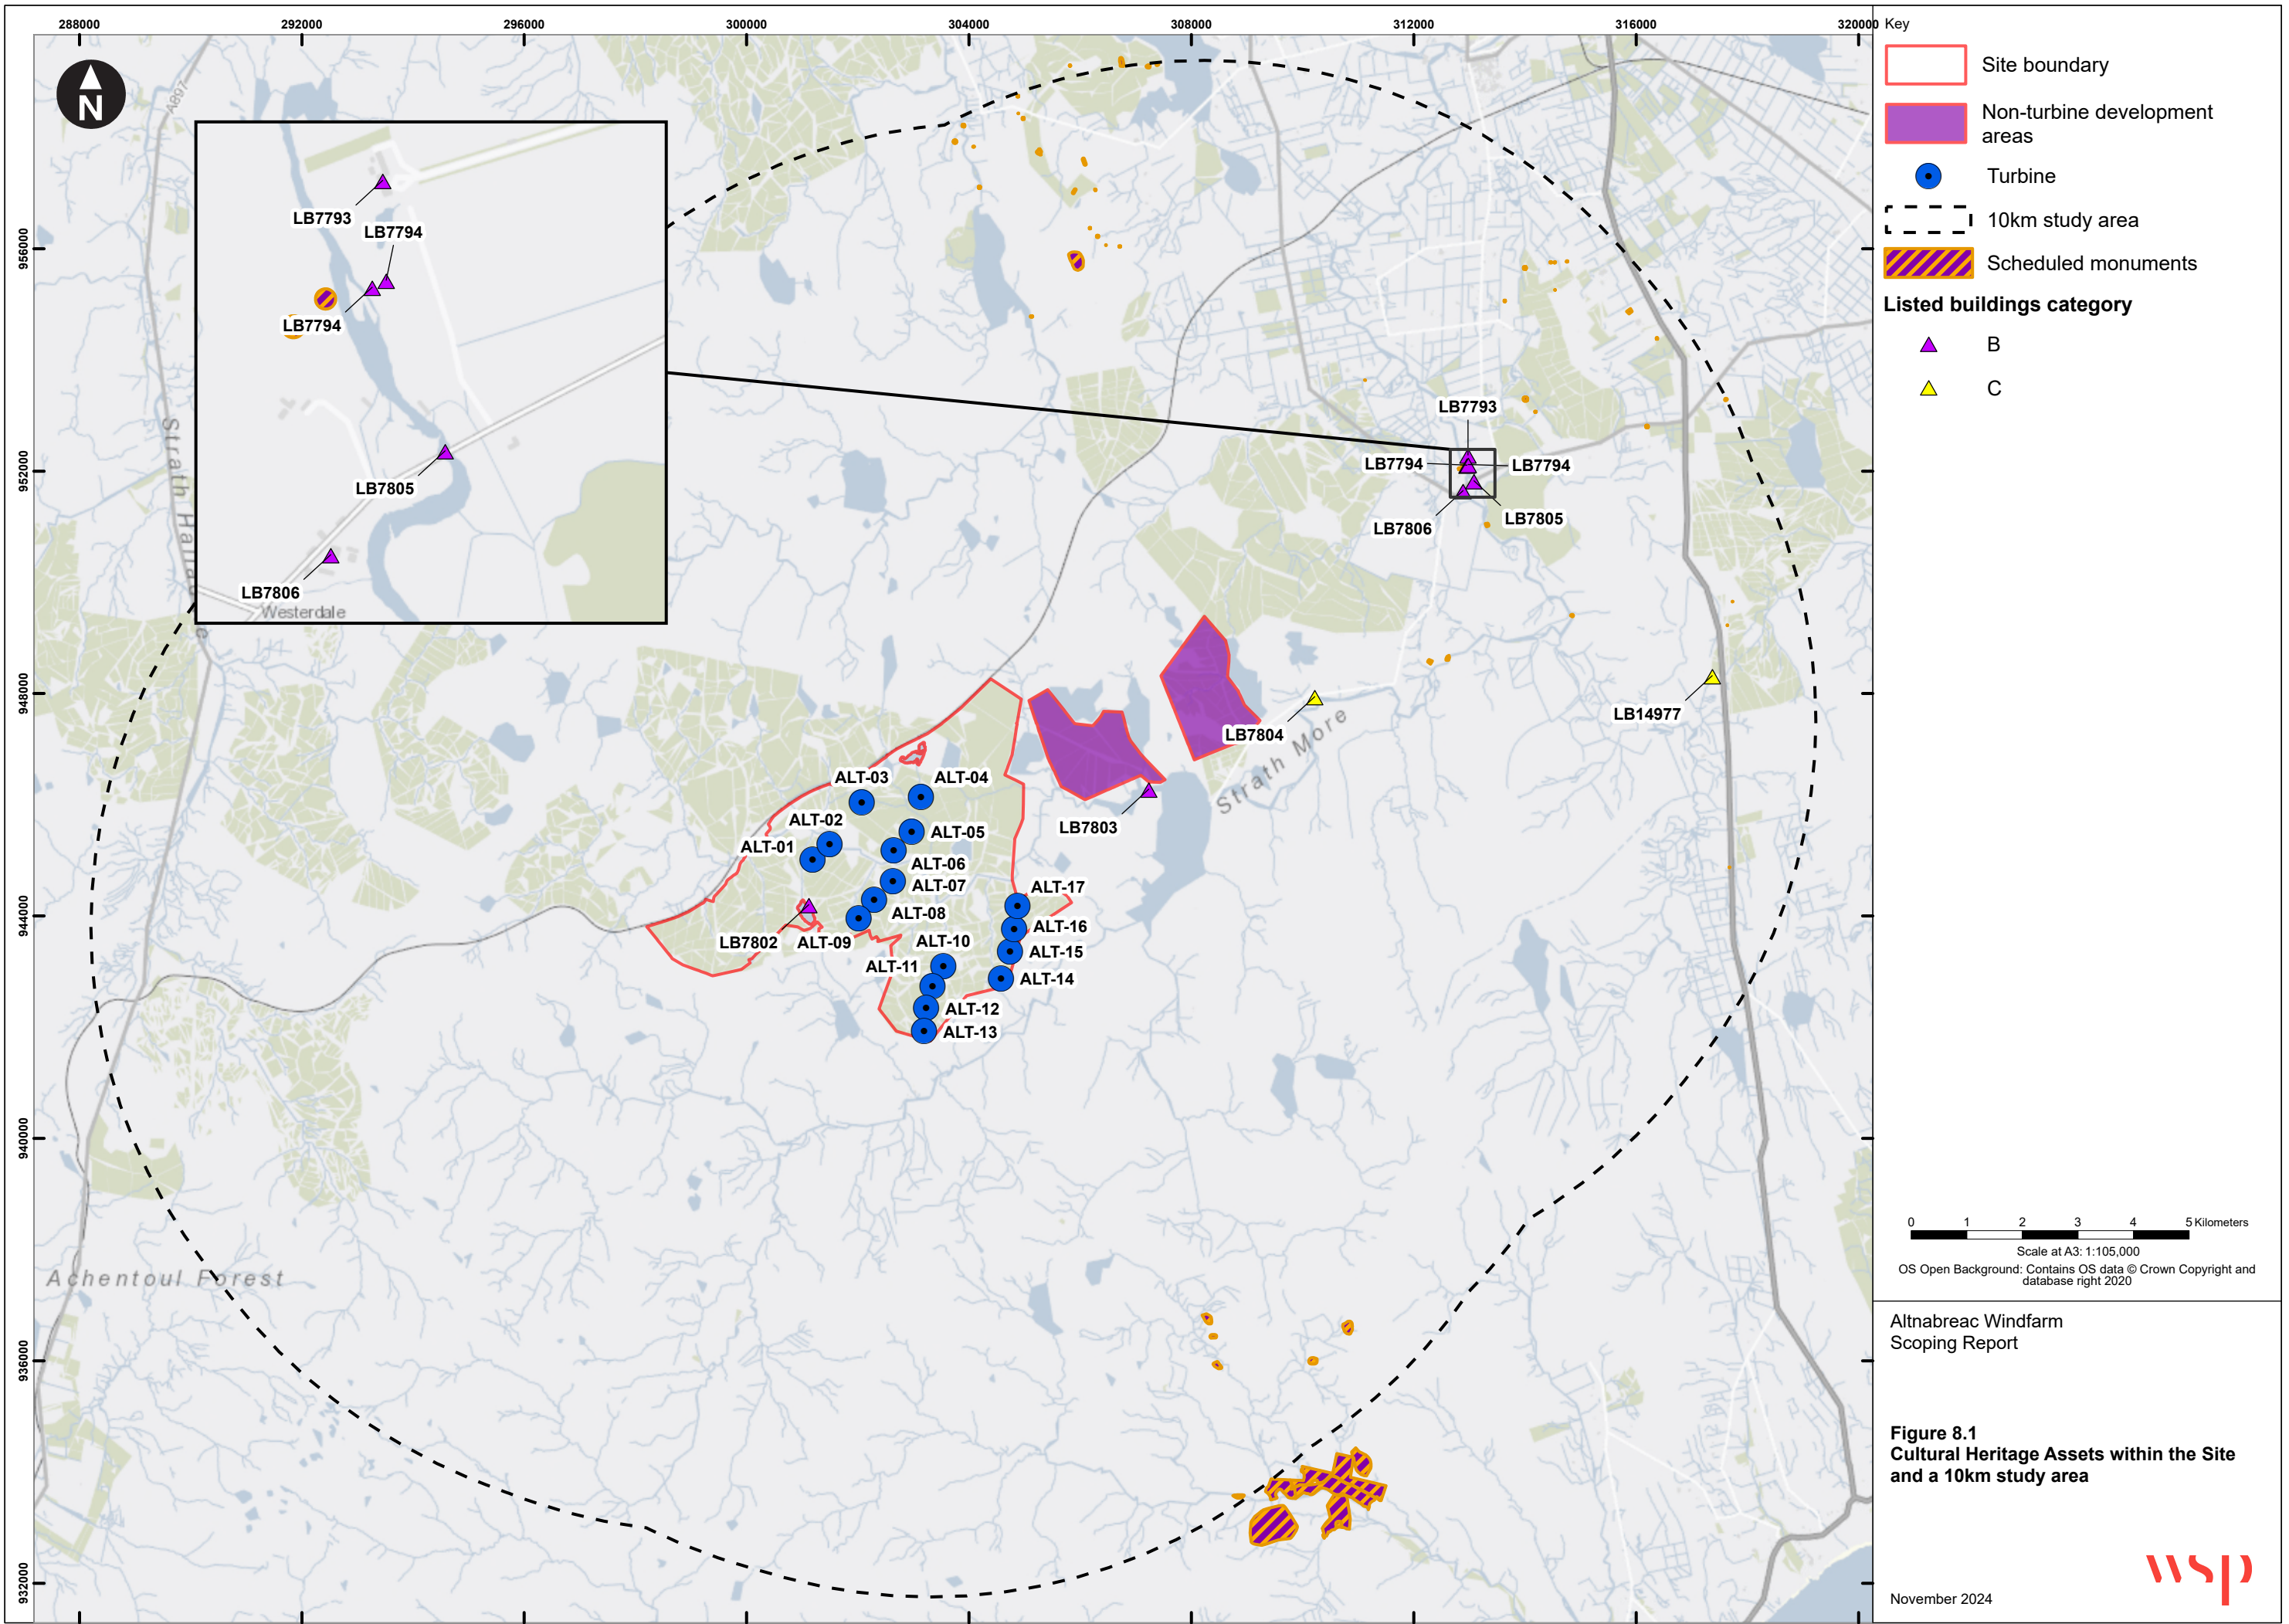 288000
292000
296000
300000
304000
308000
312000
316000
320000
956000
952000
948000
944000
940000
936000
932000
N
A897
LB7793
LB7794
LB7794
LB7805
LB7806
Westerdale
Achentoul Forest
LB7793
LB7794
LB7794
LB7805
LB7806
LB14977
LB7804
Strath More
LB7803
ALT-03
ALT-04
ALT-02
ALT-05
ALT-01
ALT-06
ALT-07
ALT-17
ALT-08
ALT-16
LB7802
ALT-09
ALT-10
ALT-15
ALT-11
ALT-14
ALT-12
ALT-13
Key
Site boundary
Non-turbine development
areas
Turbine
10km study area
Scheduled monuments
Listed buildings category
B
C
0 1 2 3 4 5 Kilometers
Scale at A3: 1:105,000
OS Open Background: Contains OS data © Crown Copyright and
database right 2020
Altnabreac Windfarm
Scoping Report
Figure 8.1
Cultural Heritage Assets within the Site
and a 10km study area
November 2024
wsp